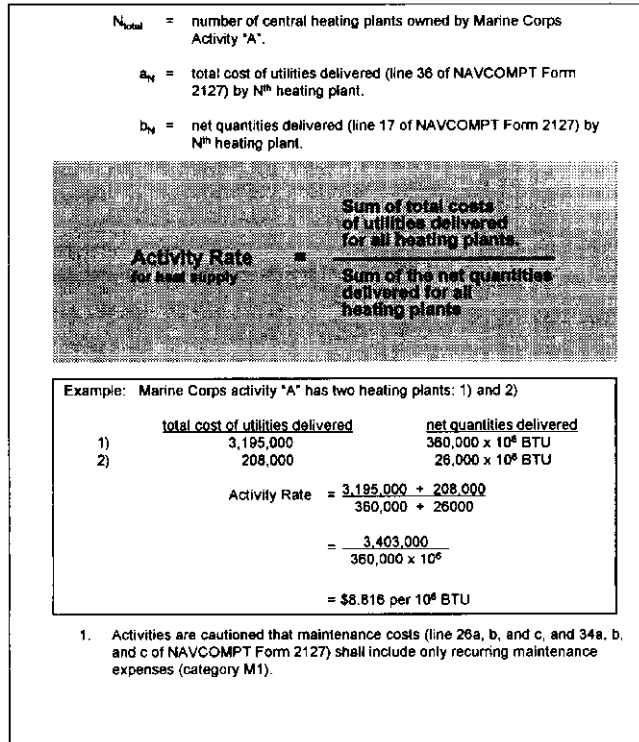 N_total = number of central heating plants owned by Marine Corps
Activity "A".
a_N = total cost of utilities delivered (line 36 of NAVCOMPT Form
2127) by Nth heating plant.
b_N = net quantities delivered (line 17 of NAVCOMPT Form 2127) by
Nth heating plant.
Sum of total costs
of utilities delivered
for all heating plants.
Activity Rate =
for heat supply
Sum of the net quantities
delivered for all
heating plants
Example: Marine Corps activity "A" has two heating plants: 1) and 2)
total cost of utilities delivered net quantities delivered
1) 3,195,000 360,000 x 10⁶ BTU
2) 208,000 26,000 x 10⁶ BTU
Activity Rate = 3,195,000 + 208,000
360,000 + 26000
= 3,403,000
360,000 x 10⁶
= $8.816 per 10⁶ BTU
1. Activities are cautioned that maintenance costs (line 26a, b, and c, and 34a, b,
and c of NAVCOMPT Form 2127) shall include only recurring maintenance
expenses (category M1).